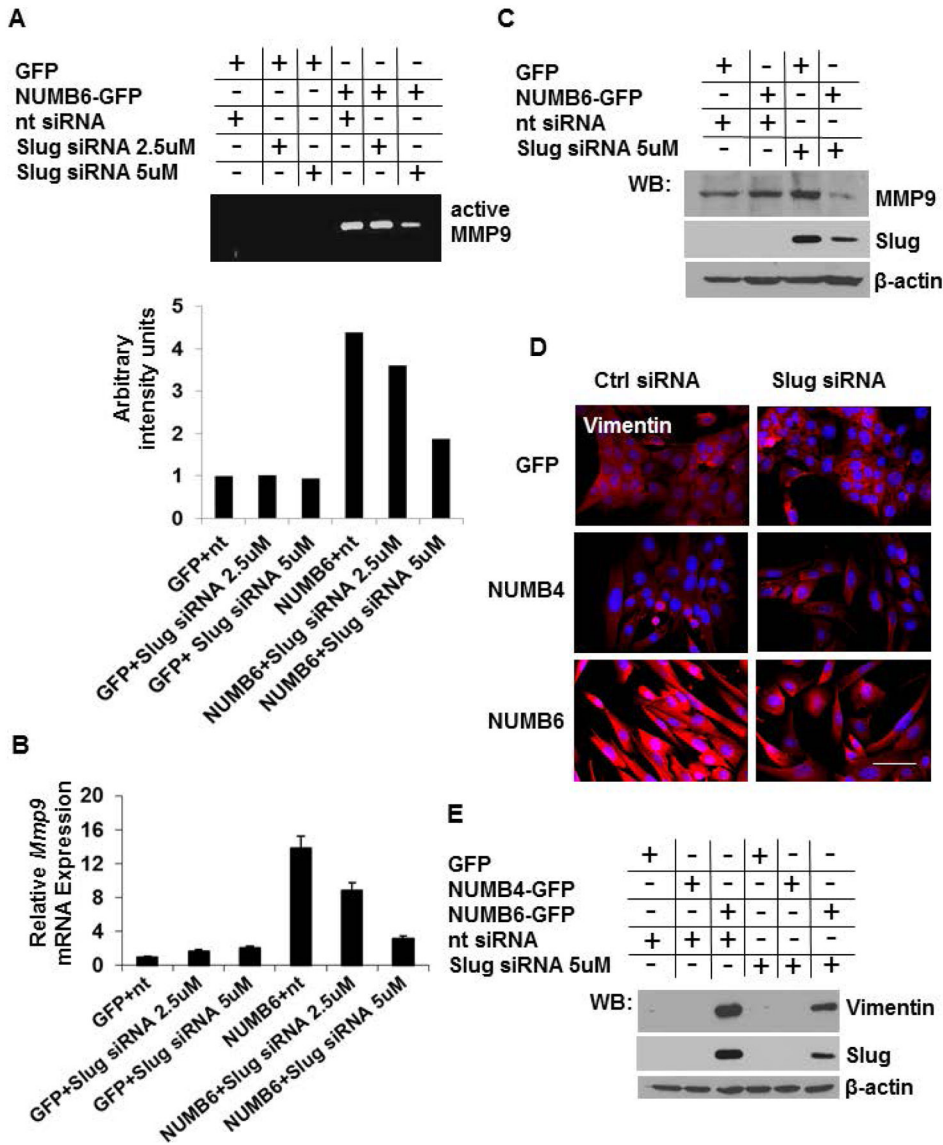 A
GFP + + + - - -
NUMB6-GFP - - - + + +
nt siRNA + - - + - -
Slug siRNA 2.5uM - + - - + -
Slug siRNA 5uM - - + - - +
active
MMP9
Arbitrary
intensity units
5
4
3
2
1
0
GFP+nt
GFP+Slug siRNA 2.5uM
GFP+ Slug siRNA 5uM
NUMB6+nt
NUMB6+Slug siRNA 2.5uM
NUMB6+Slug siRNA 5uM
B
Relative Mmp9
mRNA Expression
20
16
12
8
4
0
GFP+nt
GFP+Slug siRNA 2.5uM
GFP+Slug siRNA 5uM
NUMB6+nt
NUMB6+Slug siRNA 2.5uM
NUMB6+Slug siRNA 5uM
C
GFP + - + -
NUMB6-GFP - + - +
nt siRNA + + - -
Slug siRNA 5uM - - + +
WB:
MMP9
Slug
β-actin
D
Ctrl siRNA Slug siRNA
Vimentin
GFP
NUMB4
NUMB6
E
GFP + - - + - -
NUMB4-GFP - + - - + -
NUMB6-GFP - - + - - +
nt siRNA + + + - - -
Slug siRNA 5uM - - - + + +
WB:
Vimentin
Slug
β-actin